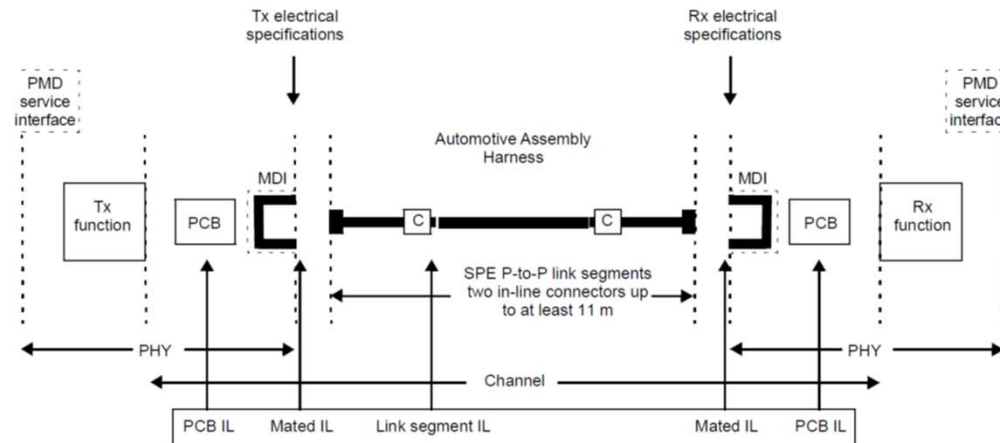 Tx electrical
specifications
Rx electrical
specifications
PMD
service
interface
PMD
service
interfac
Automotive Assembly
Harness
MDI
MDI
Tx
function
PCB
C
C
PCB
Rx
function
SPE P-to-P link segments
two in-line connectors up
to at least 11 m
PHY
PHY
Channel
PCB IL
Mated IL
Link segment IL
Mated IL
PCB IL